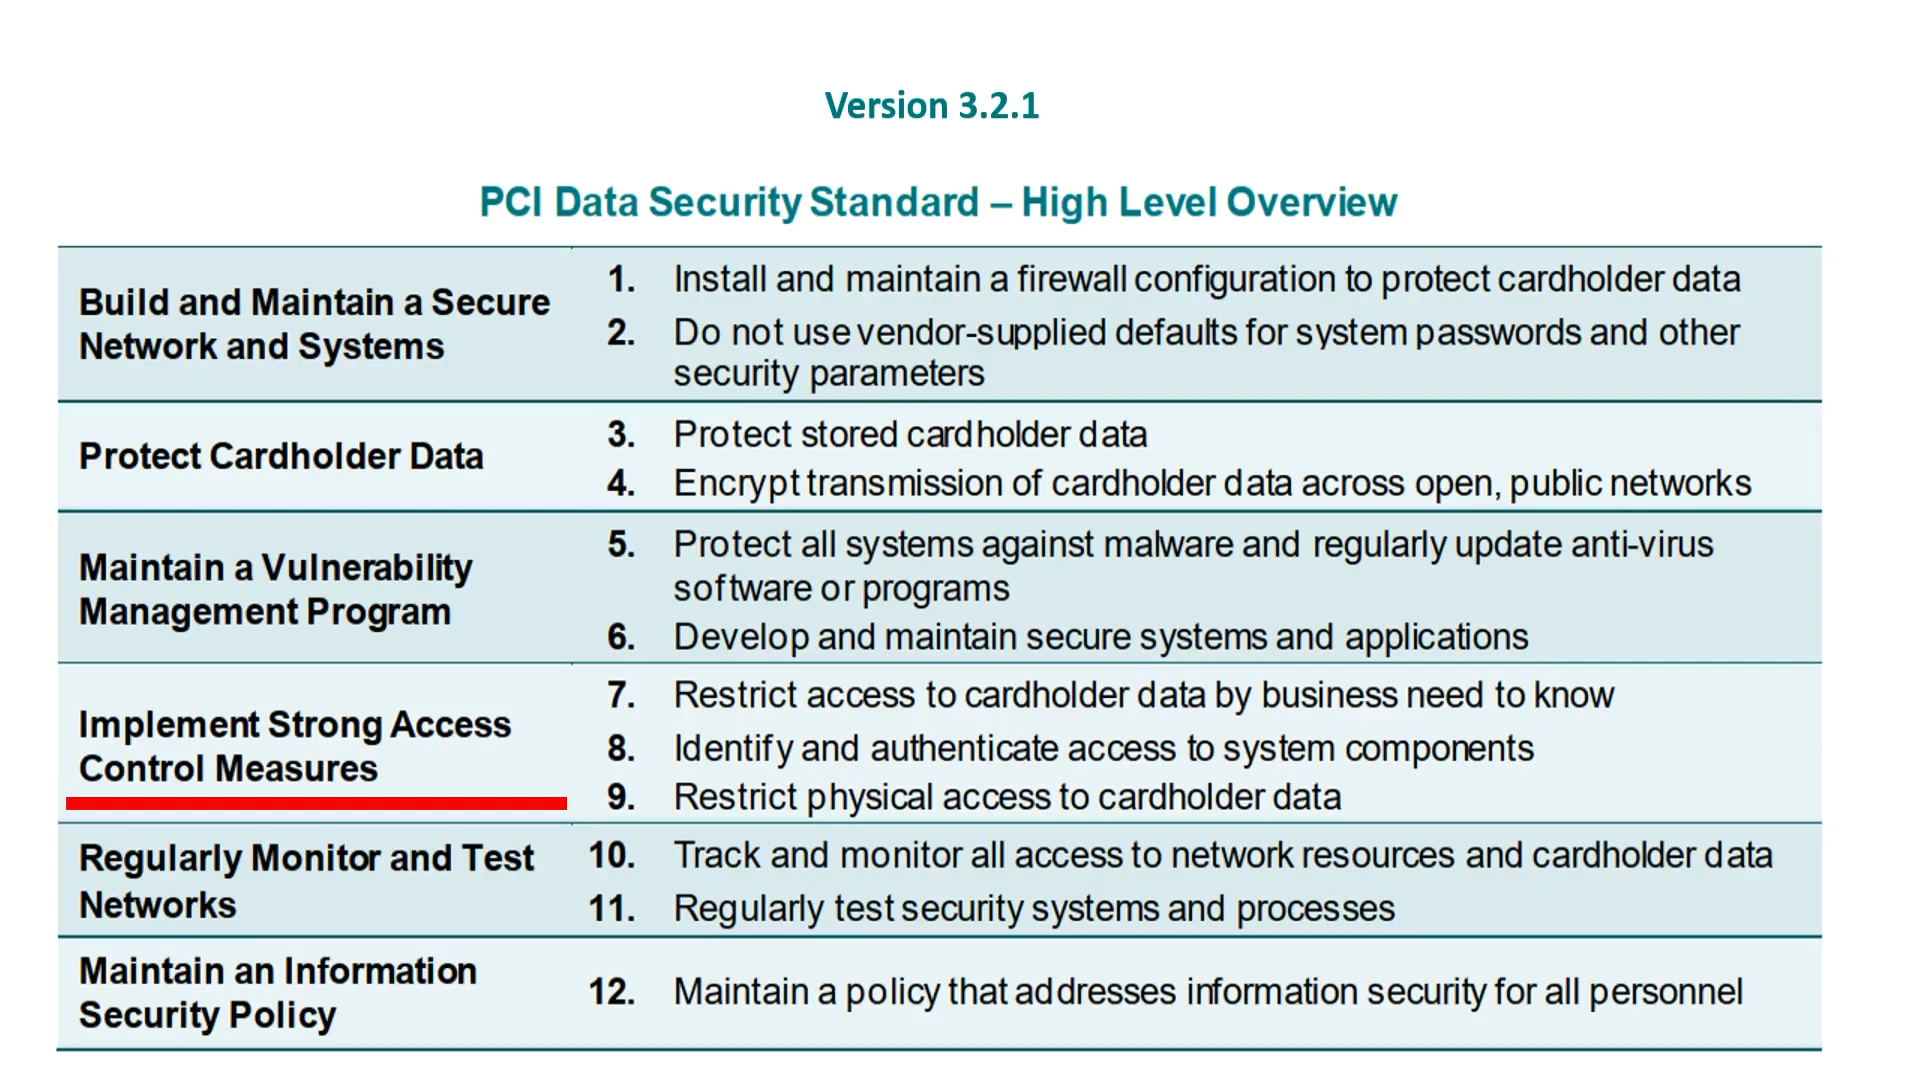 Version 3.2.1
PCI Data Security Standard – High Level Overview
Build and Maintain a Secure
Network and Systems
1. Install and maintain a firewall configuration to protect cardholder data
2. Do not use vendor-supplied defaults for system passwords and other
security parameters
Protect Cardholder Data
3. Protect stored cardholder data
4. Encrypt transmission of cardholder data across open, public networks
Maintain a Vulnerability
Management Program
5. Protect all systems against malware and regularly update anti-virus
software or programs
6. Develop and maintain secure systems and applications
Implement Strong Access
Control Measures
7. Restrict access to cardholder data by business need to know
8. Identify and authenticate access to system components
9. Restrict physical access to cardholder data
Regularly Monitor and Test
Networks
10. Track and monitor all access to network resources and cardholder data
11. Regularly test security systems and processes
Maintain an Information
Security Policy
12. Maintain a policy that addresses information security for all personnel